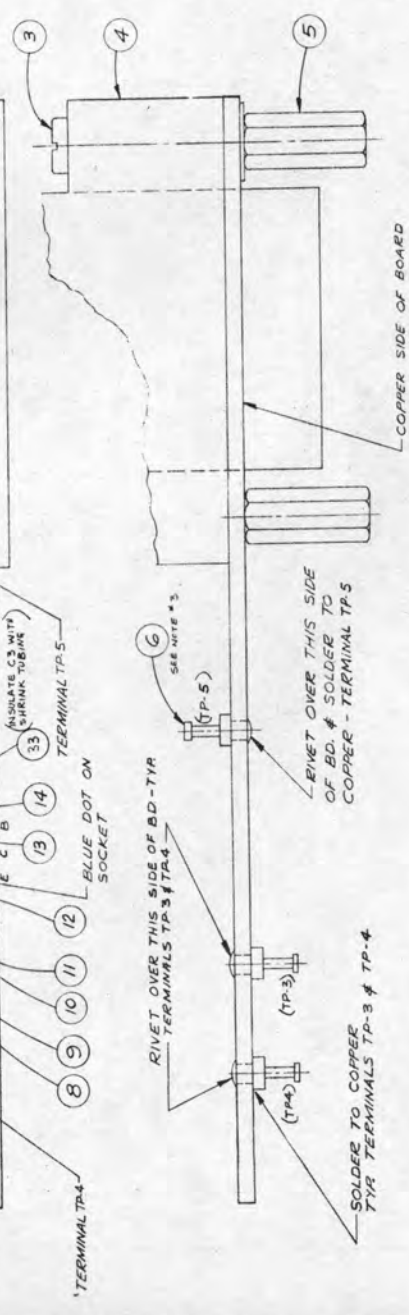 3
4
5
(INSULATE C3 WITH
SHRINK TUBING)
33
TERMINAL TP-5
E C B
13
14
BLUE DOT ON
SOCKET
12
11
10
9
8
TERMINAL TP-4
6
SEE NOTE #3
(TP-5)
RIVET OVER THIS SIDE OF BD-TYP.
TERMINALS TP-3 & TP-4
RIVET OVER THIS SIDE
OF BD. & SOLDER TO
COPPER - TERMINAL TP-5
COPPER SIDE OF BOARD
(TP-3)
(TP4)
SOLDER TO COPPER
TYP. TERMINALS TP-3 & TP-4